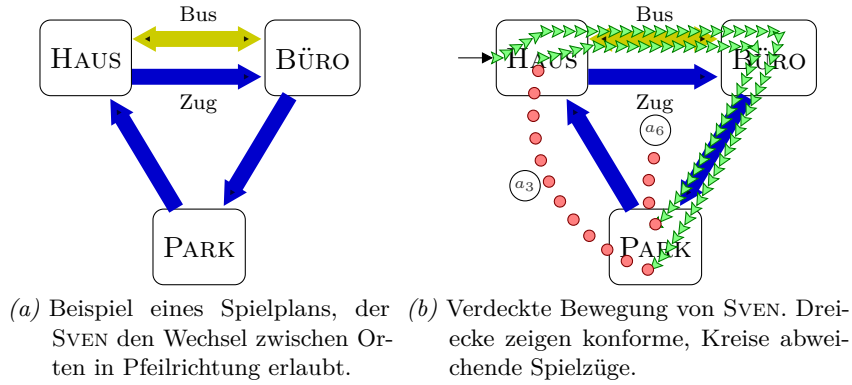 Bus
HAUS
BÜRO
Zug
PARK
(a) Beispiel eines Spielplans, der
SVEN den Wechsel zwischen Or-
ten in Pfeilrichtung erlaubt.
Bus
HAUS
BÜRO
Zug
a6
a3
PARK
(b) Verdeckte Bewegung von SVEN. Drei-
ecke zeigen konforme, Kreise abwei-
chende Spielzüge.